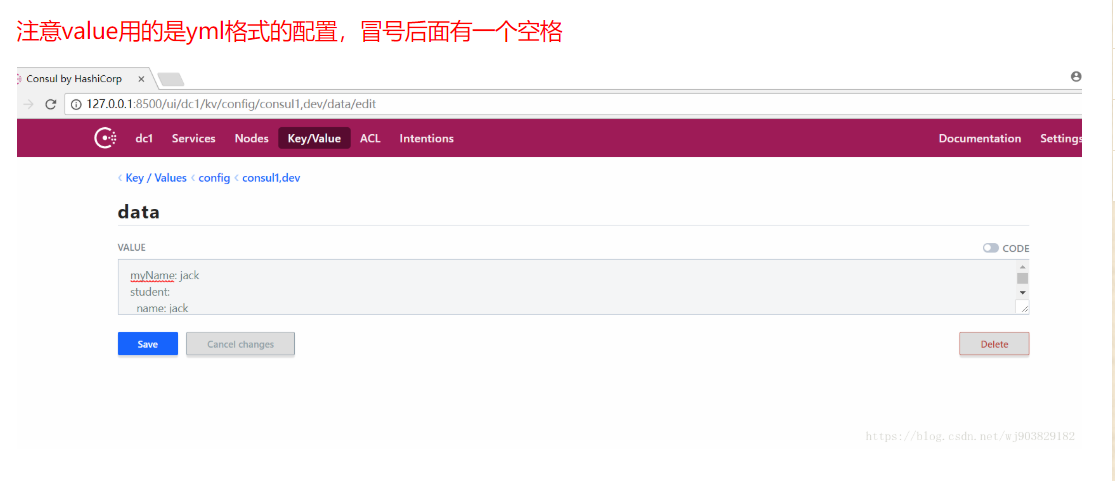 注意value用的是yml格式的配置，冒号后面有一个空格
Consul by HashiCorp ×
127.0.0.1:8500/ui/dc1/kv/config/consul1,dev/data/edit
dc1 Services Nodes Key/Value ACL Intentions Documentation Settings
‹ Key / Values ‹ config ‹ consul1,dev
data
VALUE CODE
myName: jack
student:
name: jack
Save Cancel changes Delete
https://blog.csdn.net/wj903829182